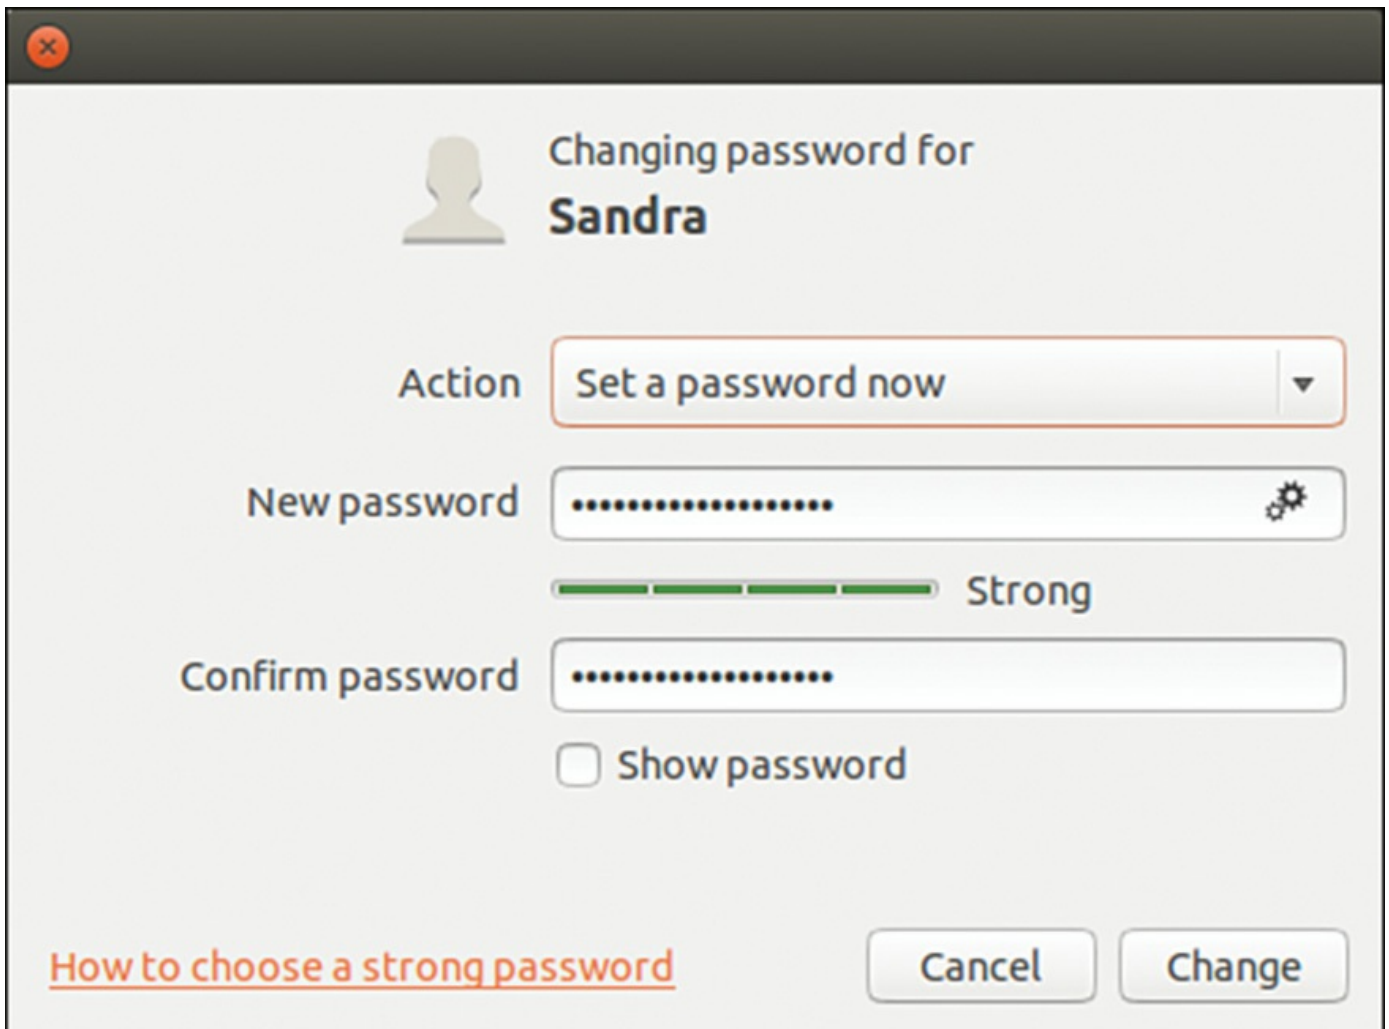 Changing password for
Sandra
Action
Set a password now
New password
•••••••••••••••••••
Strong
Confirm password
•••••••••••••••••••
Show password
How to choose a strong password
Cancel
Change